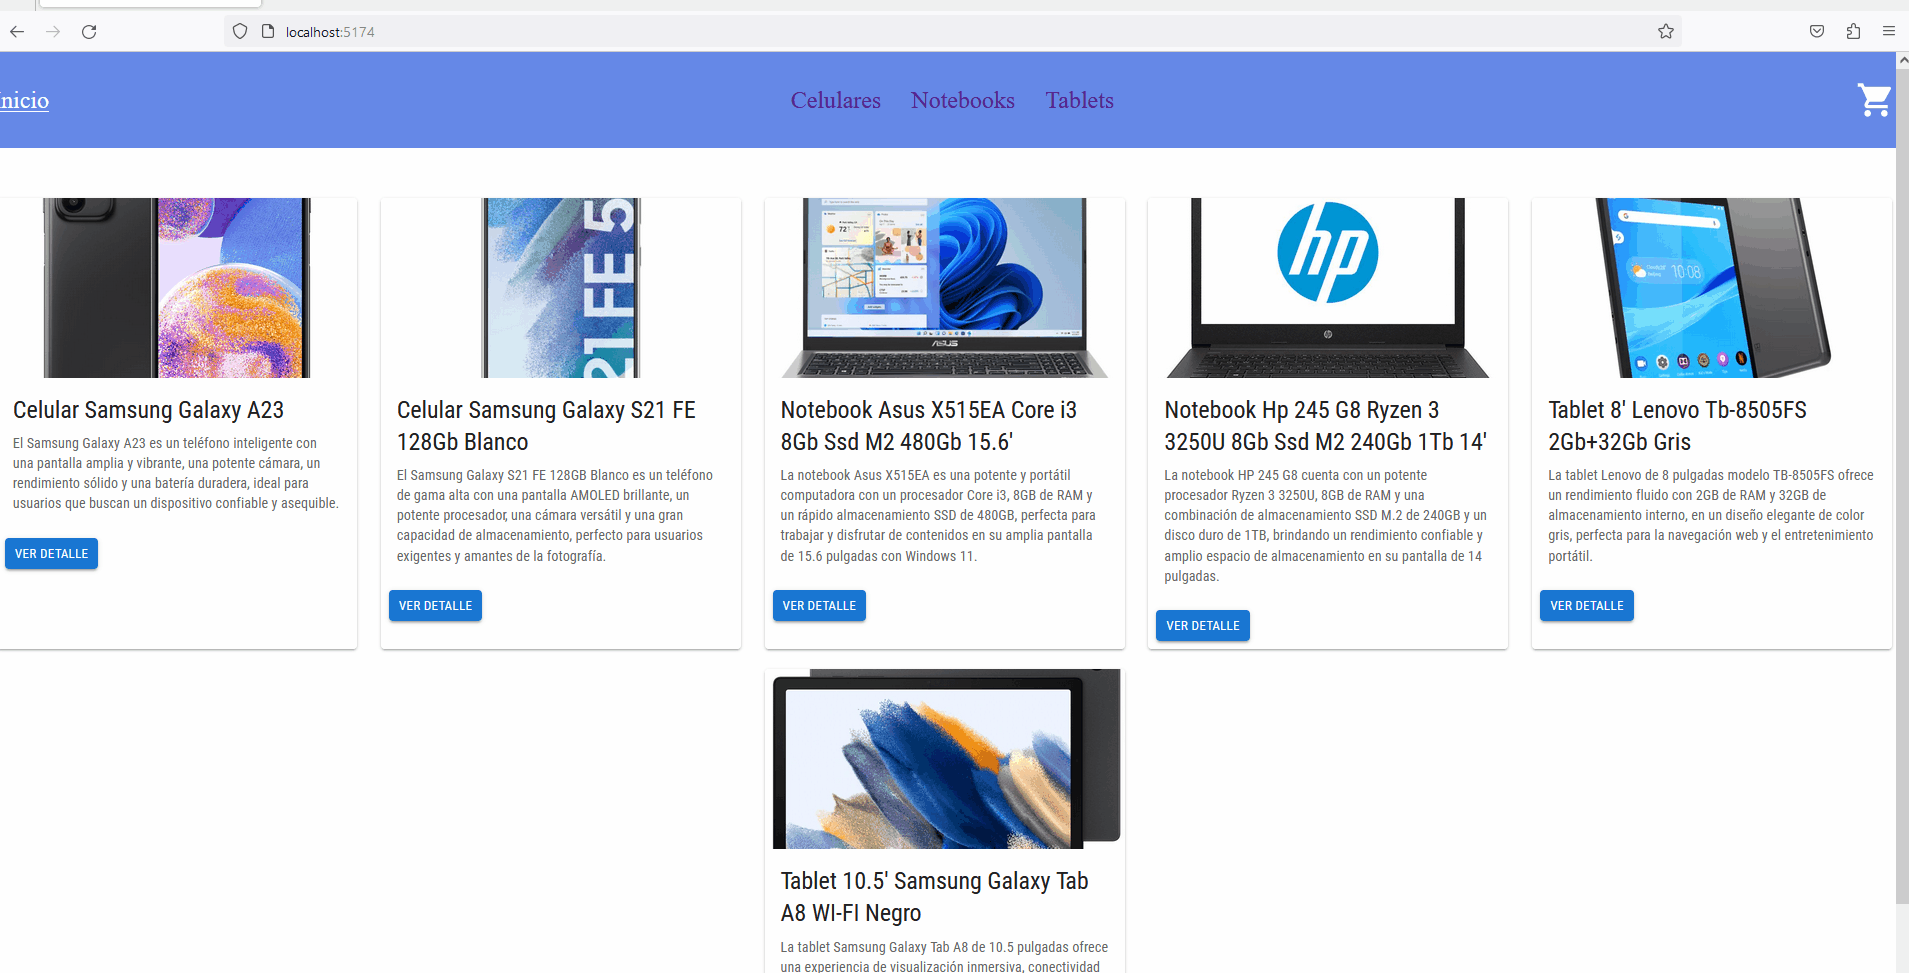 localhost:5174
Inicio
Celulares Notebooks Tablets
21 FE 5
ASUS
hp
10:08
Celular Samsung Galaxy A23
El Samsung Galaxy A23 es un teléfono inteligente con
una pantalla amplia y vibrante, una potente cámara, un
rendimiento sólido y una batería duradera, ideal para
usuarios que buscan un dispositivo confiable y asequible.
VER DETALLE
Celular Samsung Galaxy S21 FE
128Gb Blanco
El Samsung Galaxy S21 FE 128GB Blanco es un teléfono
de gama alta con una pantalla AMOLED brillante, un
potente procesador, una cámara versátil y una gran
capacidad de almacenamiento, perfecto para usuarios
exigentes y amantes de la fotografía.
VER DETALLE
Notebook Asus X515EA Core i3
8Gb Ssd M2 480Gb 15.6'
La notebook Asus X515EA es una potente y portátil
computadora con un procesador Core i3, 8GB de RAM y
un rápido almacenamiento SSD de 480GB, perfecta para
trabajar y disfrutar de contenidos en su amplia pantalla
de 15.6 pulgadas con Windows 11.
VER DETALLE
Notebook Hp 245 G8 Ryzen 3
3250U 8Gb Ssd M2 240Gb 1Tb 14'
La notebook HP 245 G8 cuenta con un potente
procesador Ryzen 3 3250U, 8GB de RAM y una
combinación de almacenamiento SSD M.2 de 240GB y un
disco duro de 1TB, brindando un rendimiento confiable y
amplio espacio de almacenamiento en su pantalla de 14
pulgadas.
VER DETALLE
Tablet 8' Lenovo Tb-8505FS
2Gb+32Gb Gris
La tablet Lenovo de 8 pulgadas modelo TB-8505FS ofrece
un rendimiento fluido con 2GB de RAM y 32GB de
almacenamiento interno, en un diseño elegante de color
gris, perfecta para la navegación web y el entretenimiento
portátil.
VER DETALLE
Tablet 10.5' Samsung Galaxy Tab
A8 WI-FI Negro
La tablet Samsung Galaxy Tab A8 de 10.5 pulgadas ofrece
una experiencia de visualización inmersiva, conectividad